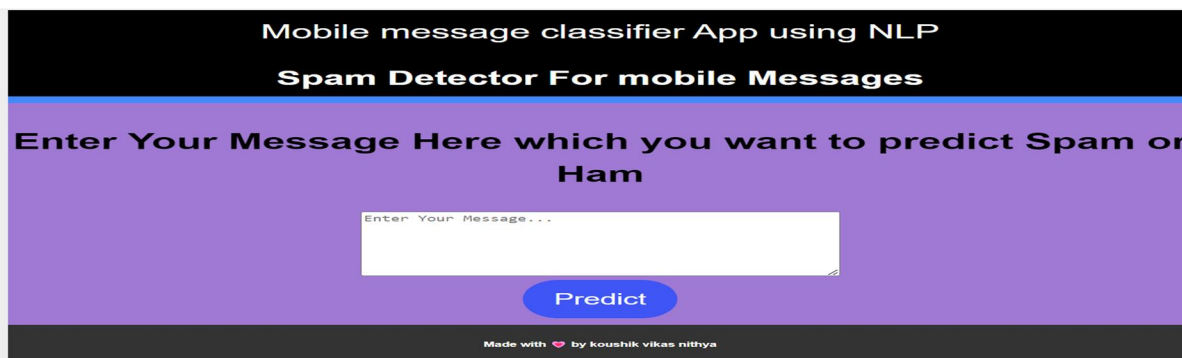 Mobile message classifier App using NLP
Spam Detector For mobile Messages
Enter Your Message Here which you want to predict Spam or
Ham
Enter Your Message...
Predict
Made with 💗 by koushik vikas nithya